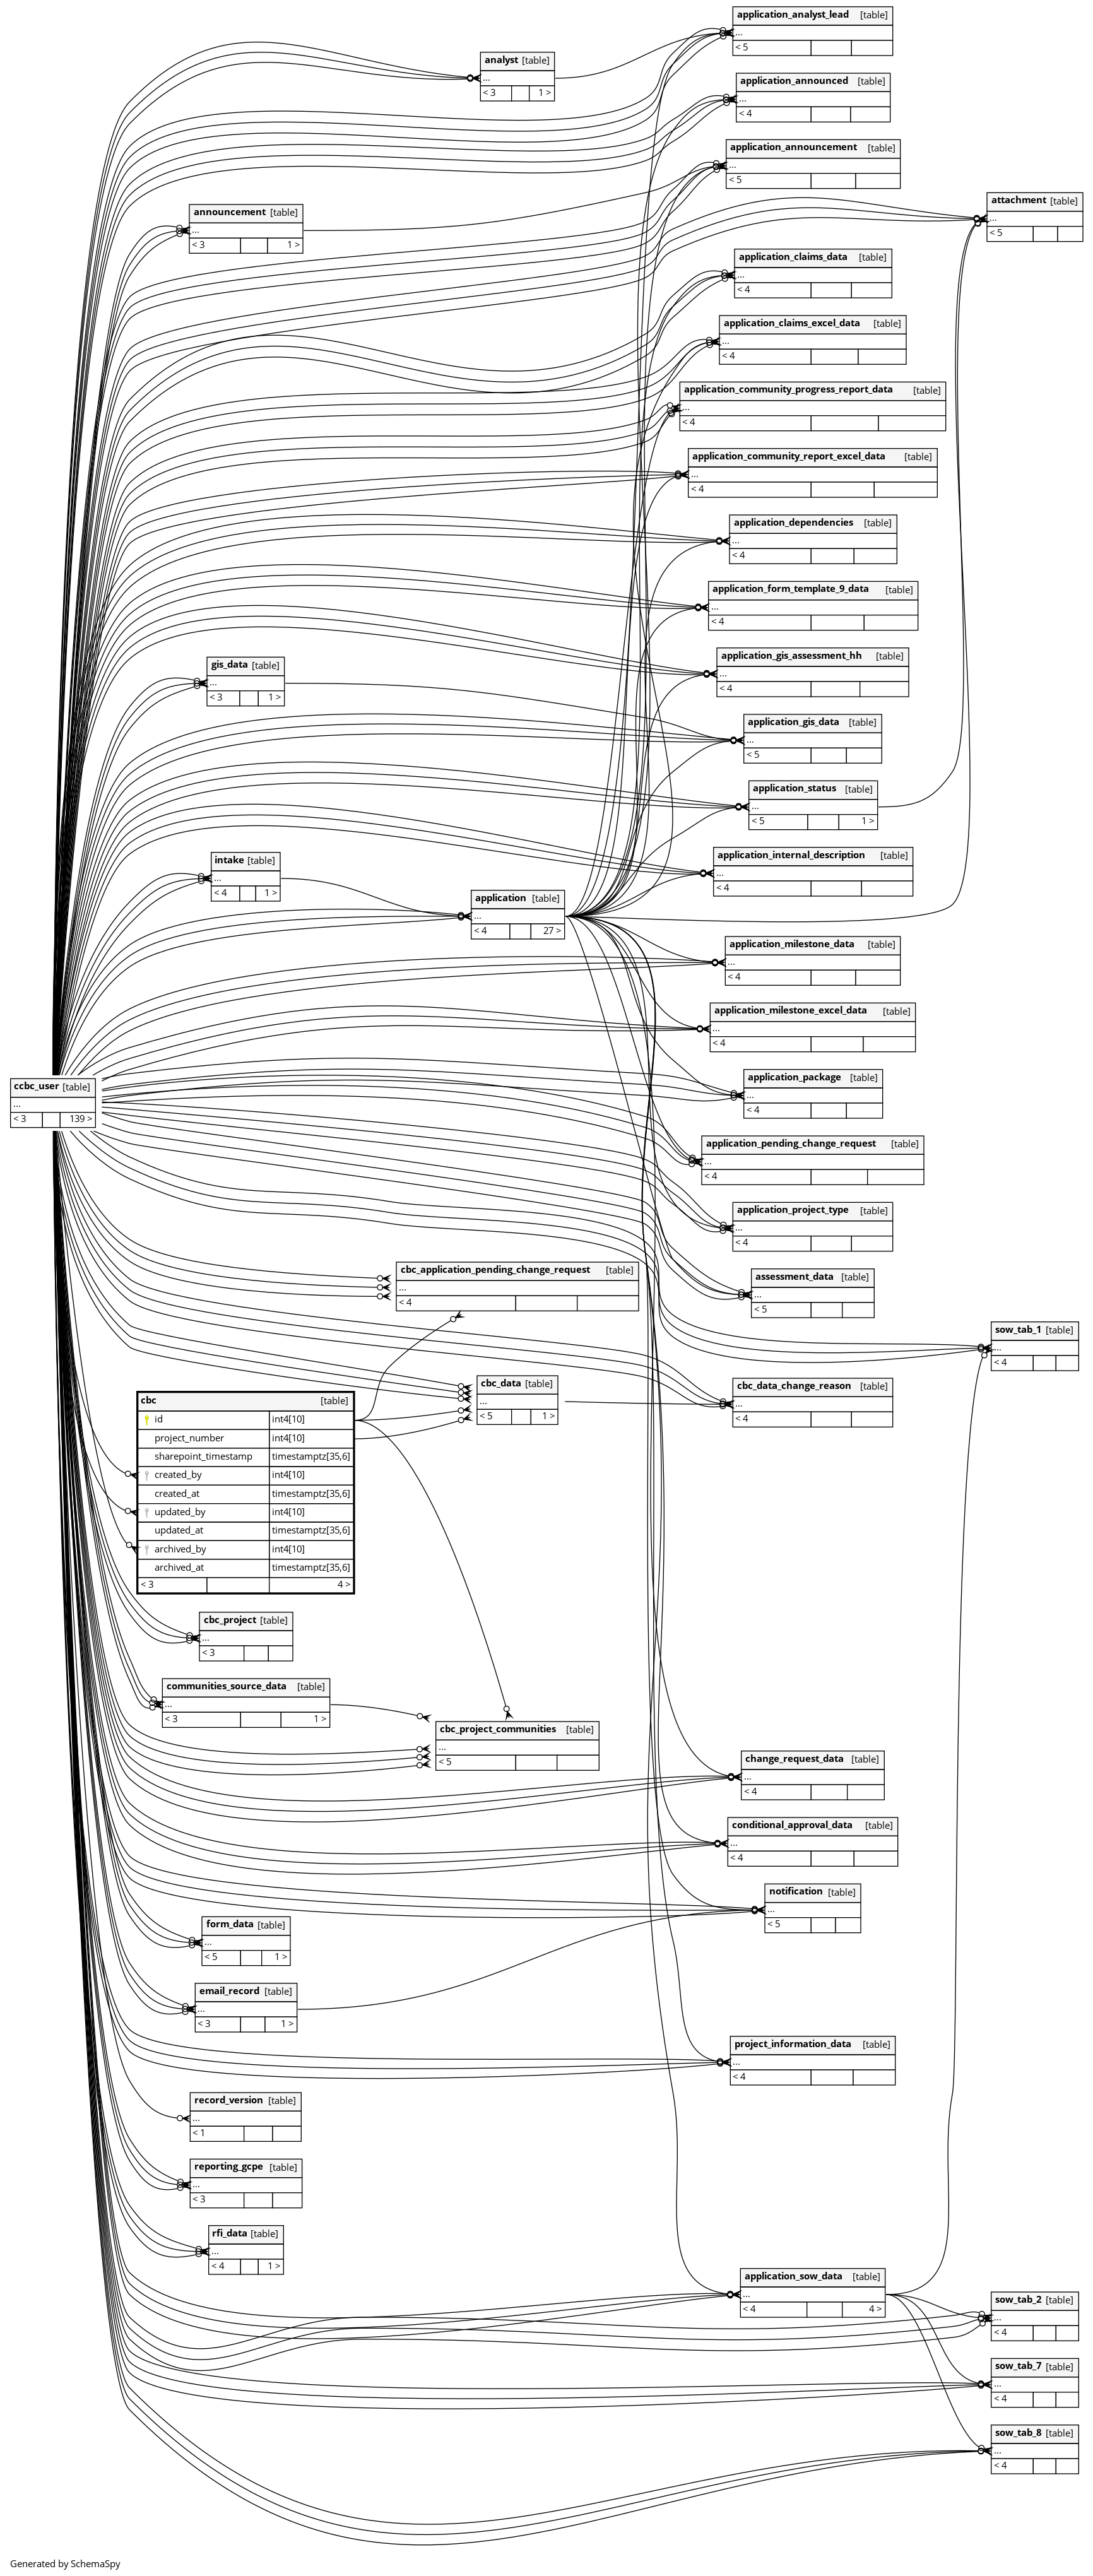 application_analyst_lead [table]
...
< 5
analyst [table]
...
< 3 1 >
application_announced [table]
...
< 4
application_announcement [table]
...
< 5
attachment [table]
...
< 5
announcement [table]
...
< 3 1 >
application_claims_data [table]
...
< 4
application_claims_excel_data [table]
...
< 4
application_community_progress_report_data [table]
...
< 4
application_community_report_excel_data [table]
...
< 4
application_dependencies [table]
...
< 4
application_form_template_9_data [table]
...
< 4
application_gis_assessment_hh [table]
...
< 4
gis_data [table]
...
< 3 1 >
application_gis_data [table]
...
< 5
application_status [table]
...
< 5 1 >
application_internal_description [table]
...
< 4
intake [table]
...
< 4 1 >
application [table]
...
< 4 27 >
application_milestone_data [table]
...
< 4
application_milestone_excel_data [table]
...
< 4
application_package [table]
...
< 4
ccbc_user [table]
...
< 3 139 >
application_pending_change_request [table]
...
< 4
application_project_type [table]
...
< 4
cbc_application_pending_change_request [table]
...
< 4
assessment_data [table]
...
< 5
sow_tab_1 [table]
...
< 4
cbc_data [table]
...
< 5 1 >
cbc_data_change_reason [table]
...
< 4
cbc [table]
id int4[10]
project_number int4[10]
sharepoint_timestamp timestamptz[35,6]
created_by int4[10]
created_at timestamptz[35,6]
updated_by int4[10]
updated_at timestamptz[35,6]
archived_by int4[10]
archived_at timestamptz[35,6]
< 3 4 >
cbc_project [table]
...
< 3
communities_source_data [table]
...
< 3 1 >
cbc_project_communities [table]
...
< 5
change_request_data [table]
...
< 4
conditional_approval_data [table]
...
< 4
notification [table]
...
< 5
form_data [table]
...
< 5 1 >
email_record [table]
...
< 3 1 >
project_information_data [table]
...
< 4
record_version [table]
...
< 1
reporting_gcpe [table]
...
< 3
rfi_data [table]
...
< 4 1 >
application_sow_data [table]
...
< 4 4 >
sow_tab_2 [table]
...
< 4
sow_tab_7 [table]
...
< 4
sow_tab_8 [table]
...
< 4
Generated by SchemaSpy